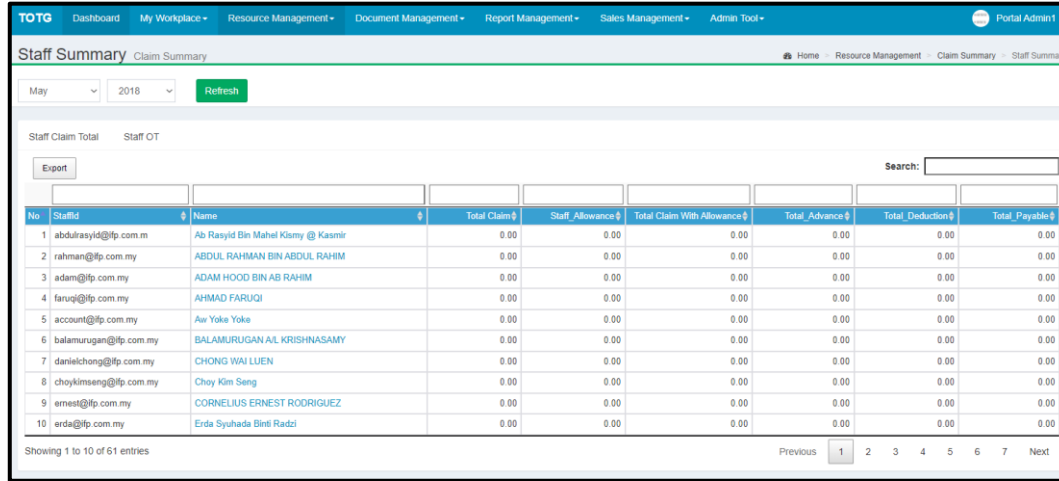 TOTG Dashboard My Workplace Resource Management Document Management Report Management Sales Management Admin Tool Portal Admin1
Staff Summary Claim Summary Home > Resource Management > Claim Summary > Staff Summa
May 2018 Refresh
Staff Claim Total Staff OT
Export Search:
No StaffId Name Total Claim Staff_Allowance Total Claim With Allowance Total_Advance Total_Deduction Total_Payable
1 abdulrasyid@ifp.com.m Ab Rasyid Bin Mahel Kismy @ Kasmir 0.00 0.00 0.00 0.00 0.00 0.00
2 rahman@ifp.com.my ABDUL RAHMAN BIN ABDUL RAHIM 0.00 0.00 0.00 0.00 0.00 0.00
3 adam@ifp.com.my ADAM HOOD BIN AB RAHIM 0.00 0.00 0.00 0.00 0.00 0.00
4 faruqi@ifp.com.my AHMAD FARUQI 0.00 0.00 0.00 0.00 0.00 0.00
5 account@ifp.com.my Aw Yoke Yoke 0.00 0.00 0.00 0.00 0.00 0.00
6 balamurugan@ifp.com.my BALAMURUGAN A/L KRISHNASAMY 0.00 0.00 0.00 0.00 0.00 0.00
7 danielchong@ifp.com.my CHONG WAI LUEN 0.00 0.00 0.00 0.00 0.00 0.00
8 choykimseng@ifp.com.my Choy Kim Seng 0.00 0.00 0.00 0.00 0.00 0.00
9 ernest@ifp.com.my CORNELIUS ERNEST RODRIGUEZ 0.00 0.00 0.00 0.00 0.00 0.00
10 erda@ifp.com.my Erda Syuhada Binti Radzi 0.00 0.00 0.00 0.00 0.00 0.00
Showing 1 to 10 of 61 entries Previous 1 2 3 4 5 6 7 Next